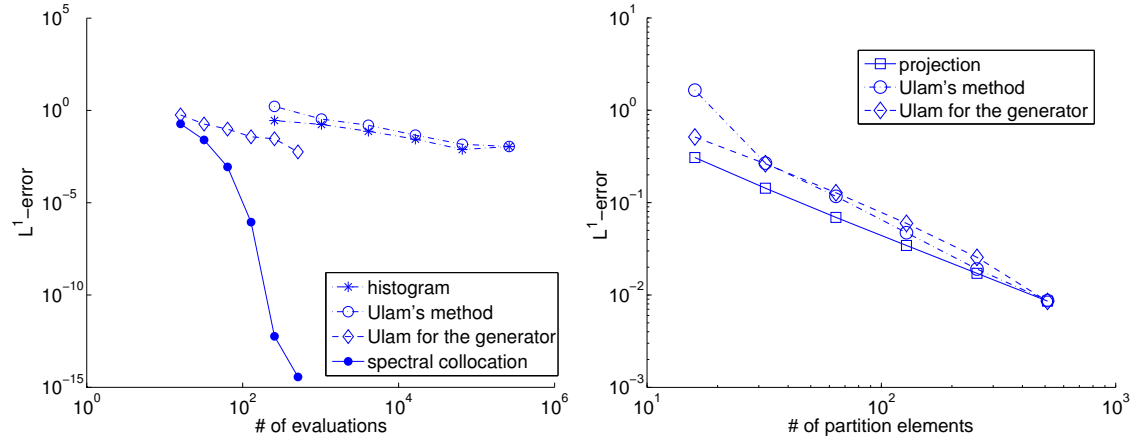 10^5
10^0
10^-5
10^-10
10^-15
L^1-error
10^0
10^2
10^4
10^6
# of evaluations
histogram
Ulam's method
Ulam for the generator
spectral collocation
10^1
10^0
10^-1
10^-2
10^-3
L^1-error
10^1
10^2
10^3
# of partition elements
projection
Ulam's method
Ulam for the generator